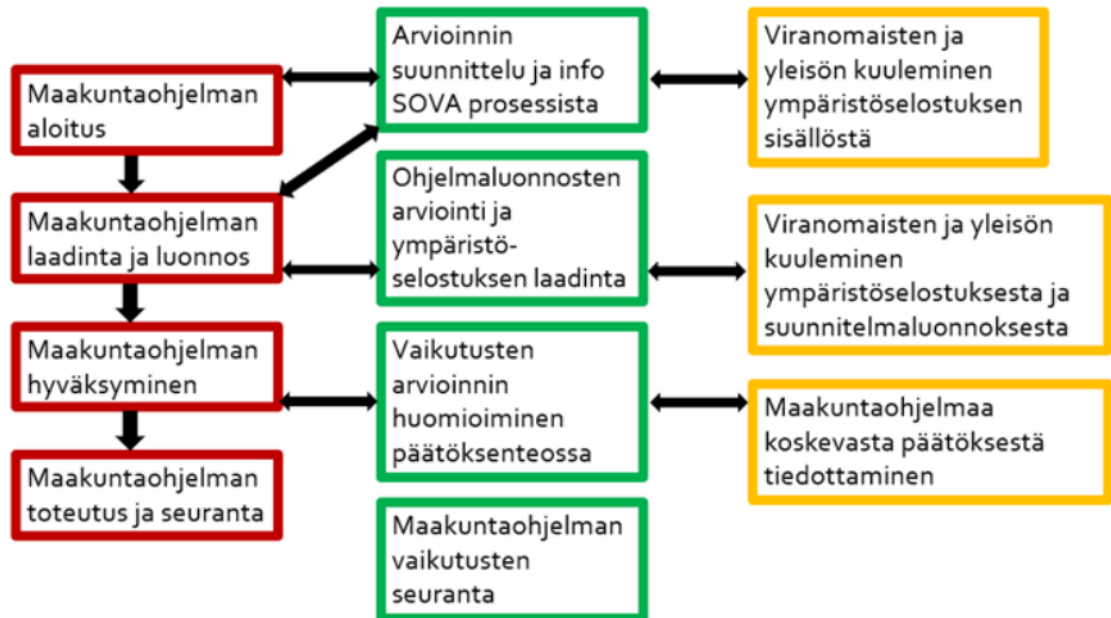 Maakuntaohjelman
aloitus
Maakuntaohjelman
laadinta ja luonnos
Maakuntaohjelman
hyväksyminen
Maakuntaohjelman
toteutus ja seuranta
Arvioinnin
suunnittelu ja info
SOVA prosessista
Ohjelmaluonnosten
arviointi ja
ympäristö-
selostuksen laadinta
Vaikutusten
arvioinnin
huomioiminen
päätöksenteossa
Maakuntaohjelman
vaikutusten
seuranta
Viranomaisten ja
yleisön kuuleminen
ympäristöselostuksen
sisällöstä
Viranomaisten ja yleisön
kuuleminen
ympäristöselostuksesta ja
suunnitelmaluonnoksesta
Maakuntaohjelmaa
koskevasta päätöksestä
tiedottaminen